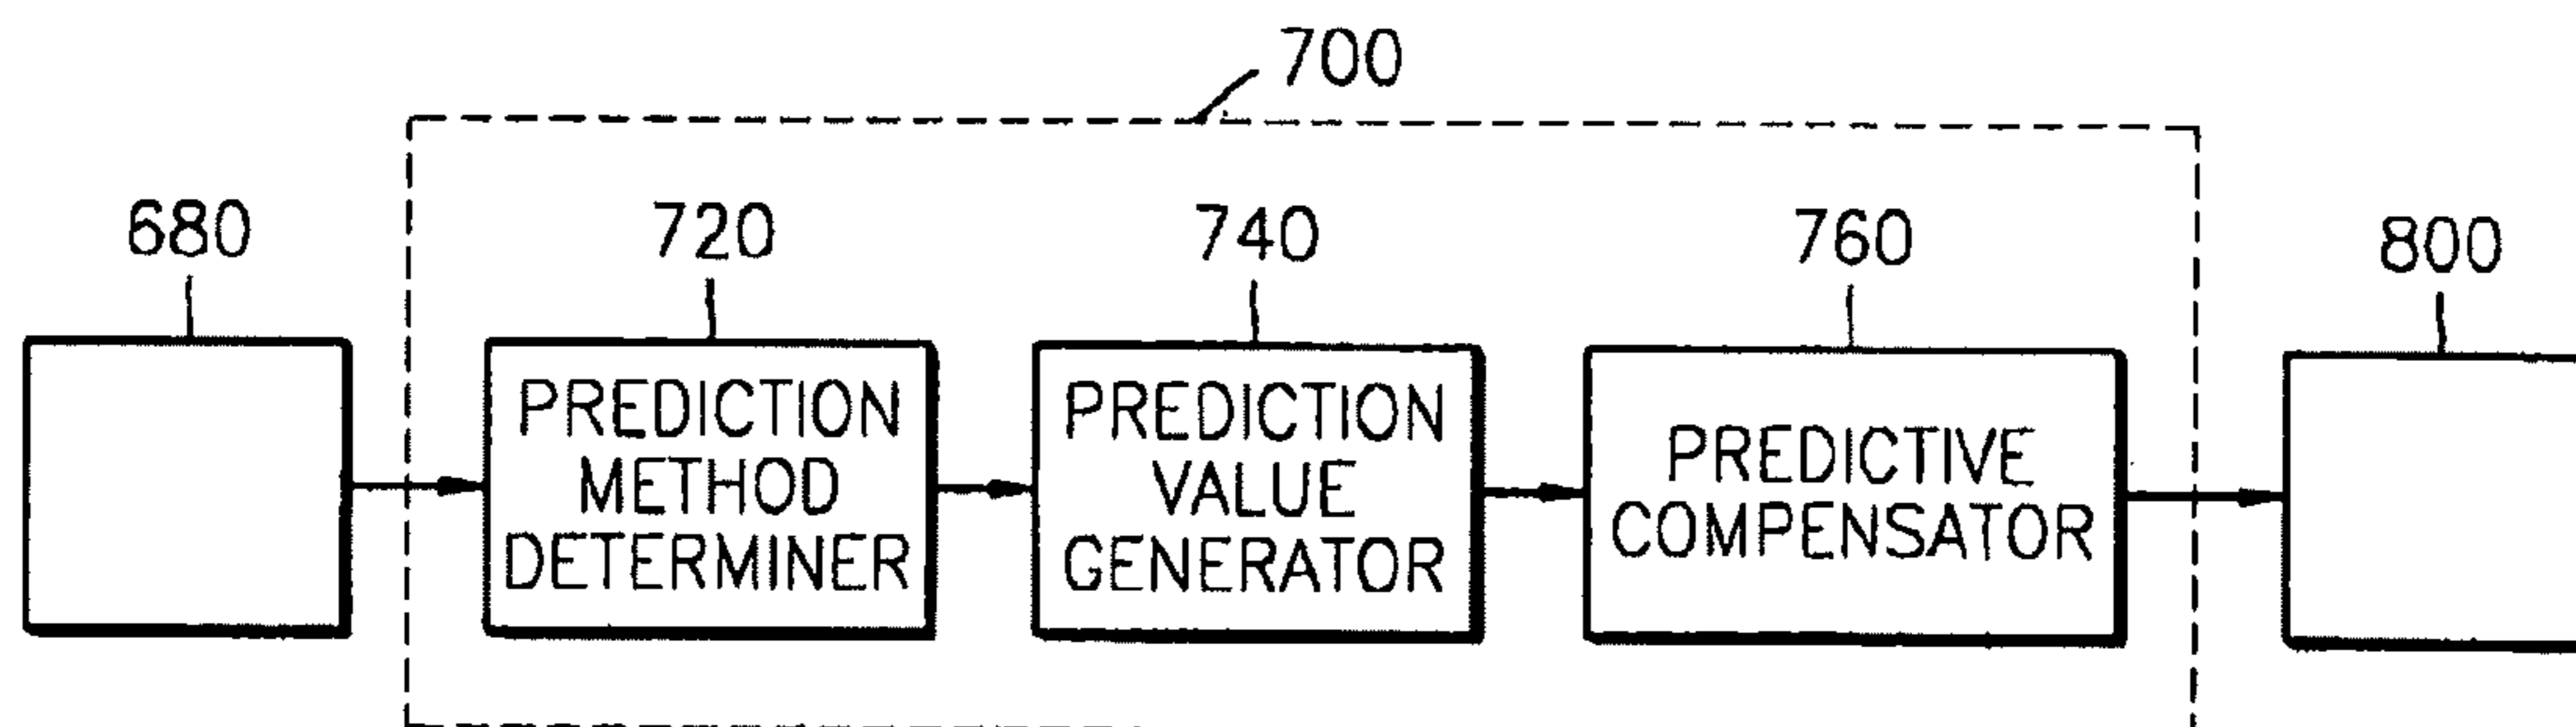 700
680
720
740
760
800
PREDICTION
METHOD
DETERMINER
PREDICTION
VALUE
GENERATOR
PREDICTIVE
COMPENSATOR